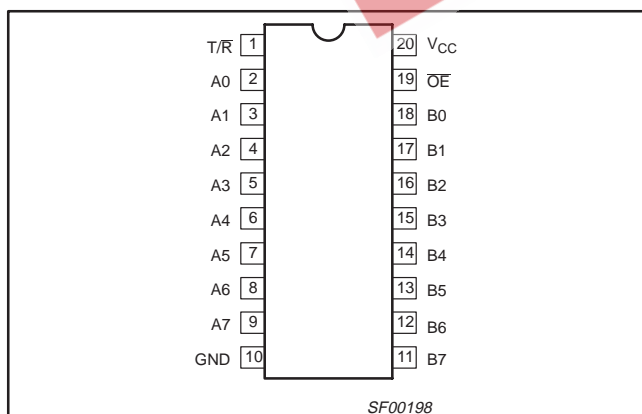 T/R̅ 1 20 VCC
A0 2 19 O̅E̅
A1 3 18 B0
A2 4 17 B1
A3 5 16 B2
A4 6 15 B3
A5 7 14 B4
A6 8 13 B5
A7 9 12 B6
GND 10 11 B7
SF00198